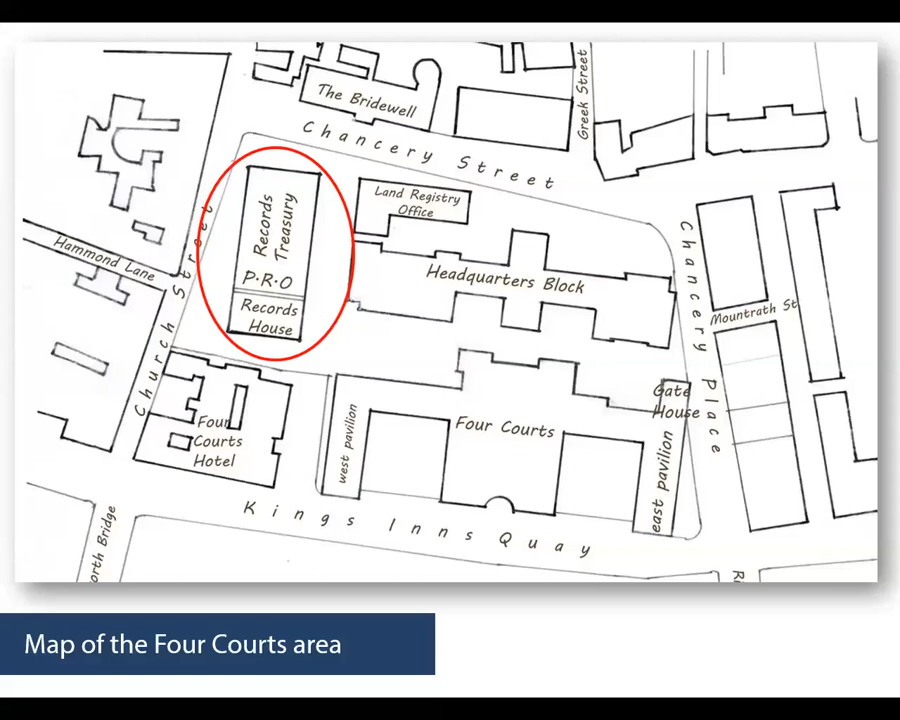 The Bridewell
Greek Street
Chancery Street
Records
Treasury
P.R.O
Records
House
Land Registry
Office
Headquarters Block
Hammond Lane
Church Street
Chancery Place
Mountrath St
Gate
House
Four
Courts
Hotel
west pavilion
Four Courts
east pavilion
Kings Inns Quay
orth Bridge
Map of the Four Courts area